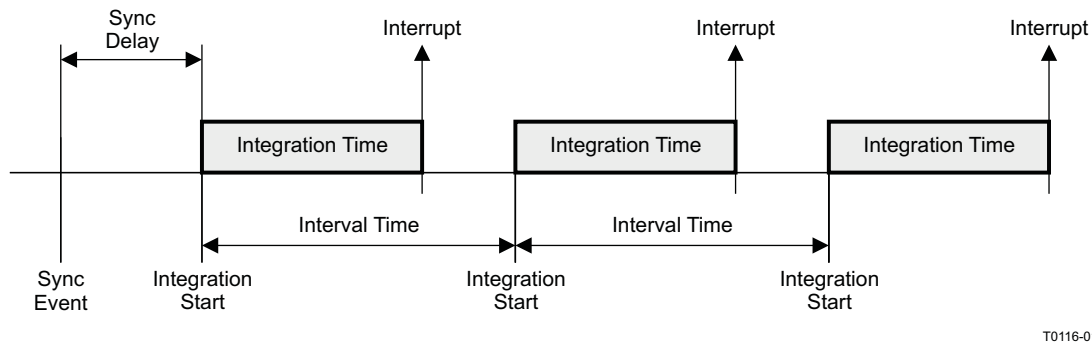 Sync
Delay
Interrupt
Interrupt
Interrupt
Integration Time
Integration Time
Integration Time
Interval Time
Interval Time
Sync
Event
Integration
Start
Integration
Start
Integration
Start
T0116-0